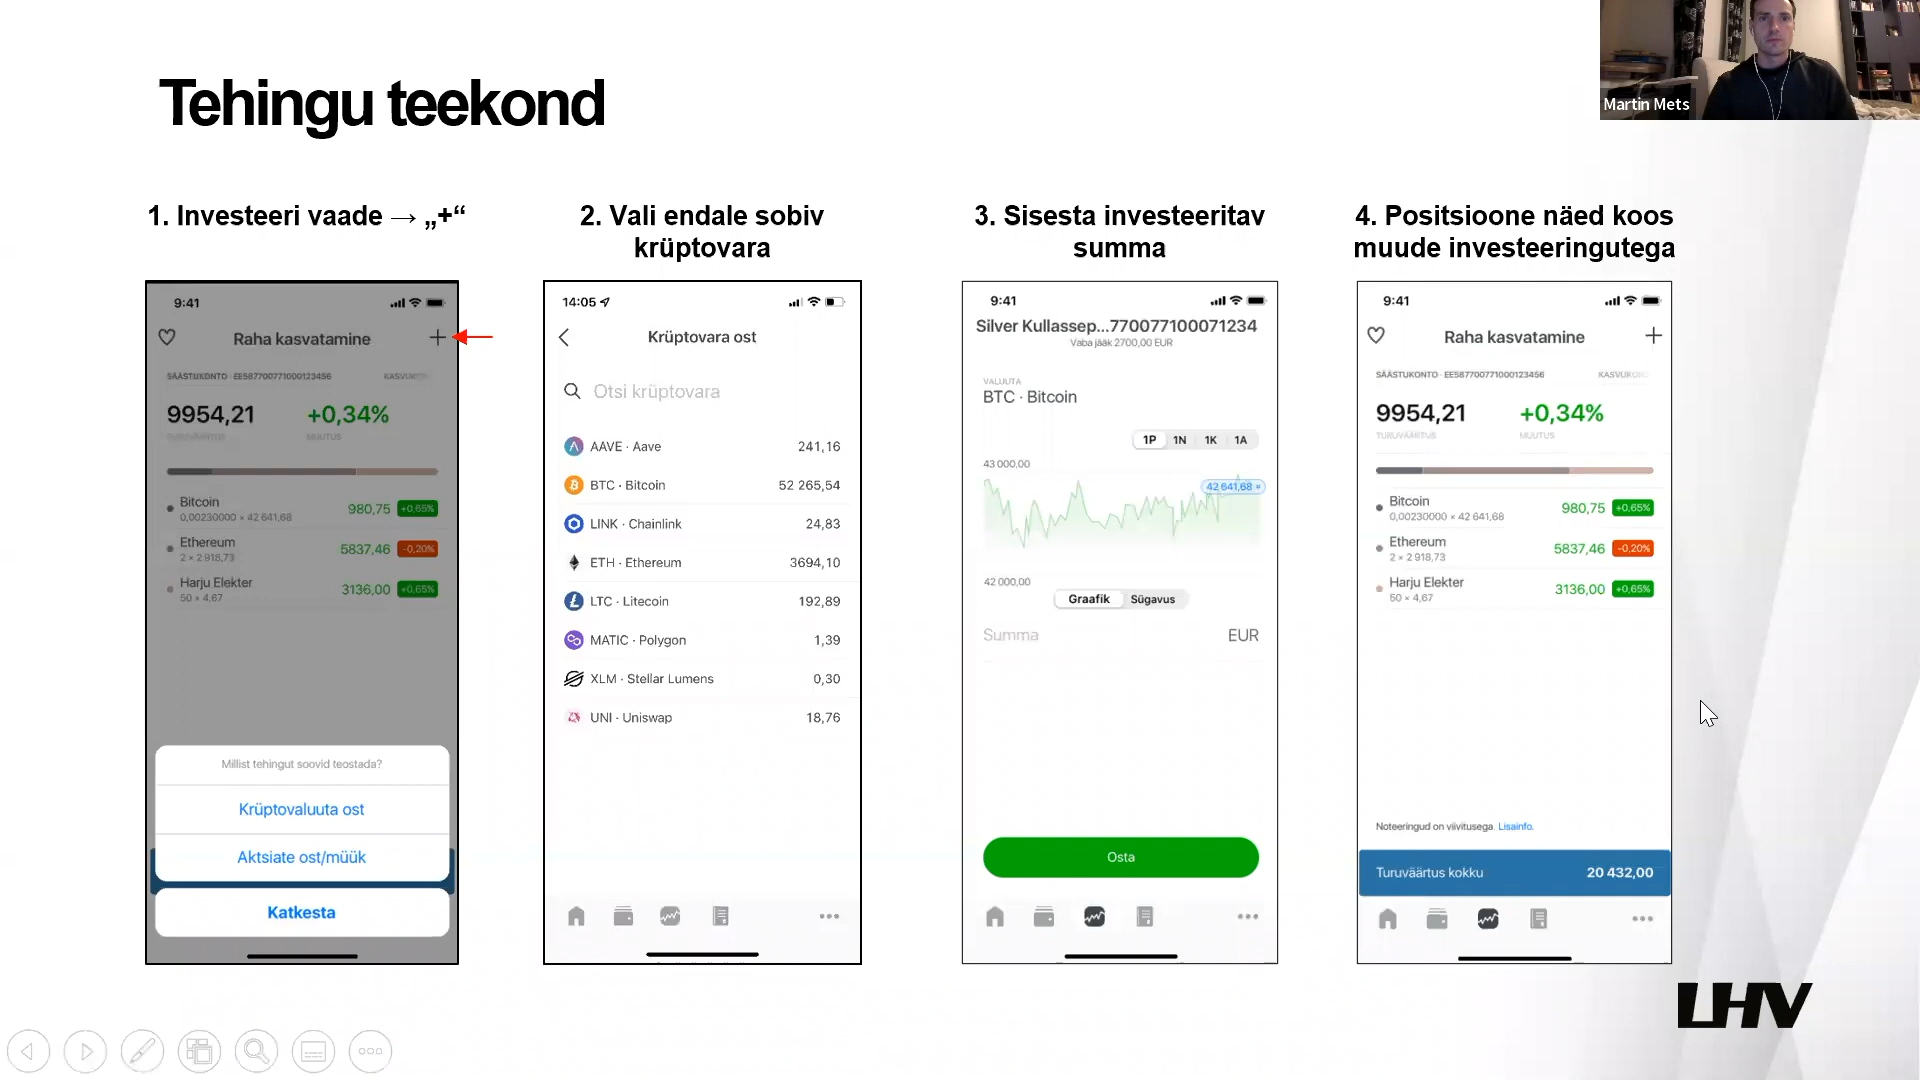 Martin Mets
Tehingu teekond
1. Investeeri vaade → „+“
9:41
Raha kasvatamine
SÄÄSTUKONTO · EE587700771000123456
9954,21
+0,34%
TURUVÄÄRTUS
MUUTUS
Bitcoin
0,00230000 × 42 641,68
980,75
+0,65%
Ethereum
2 × 2 918,73
5837,46
-0,20%
Harju Elekter
50 × 4,67
3136,00
+0,65%
Millist tehingut soovid teostada?
Krüptovaluuta ost
Aktsiate ost/müük
Katkesta
2. Vali endale sobiv
krüptovara
14:05
Krüptovara ost
Otsi krüptovara
AAVE · Aave 241,16
BTC · Bitcoin 52 265,54
LINK · Chainlink 24,83
ETH · Ethereum 3694,10
LTC · Litecoin 192,89
MATIC · Polygon 1,39
XLM · Stellar Lumens 0,30
UNI · Uniswap 18,76
3. Sisesta investeeritav
summa
9:41
Silver Kullassep...770077100071234
Vaba jääk 2700,00 EUR
VALUUTA
BTC · Bitcoin
1P 1N 1K 1A
43 000,00
42 641,68
42 000,00
Graafik Sügavus
Summa EUR
Osta
4. Positsioone näed koos
muude investeeringutega
9:41
Raha kasvatamine
SÄÄSTUKONTO · EE587700771000123456
9954,21
+0,34%
TURUVÄÄRTUS
MUUTUS
Bitcoin
0,00230000 × 42 641,68
980,75
+0,65%
Ethereum
2 × 2 918,73
5837,46
-0,20%
Harju Elekter
50 × 4,67
3136,00
+0,65%
Noteeringud on viivitusega. Lisainfo.
Turuväärtus kokku 20 432,00
LHV